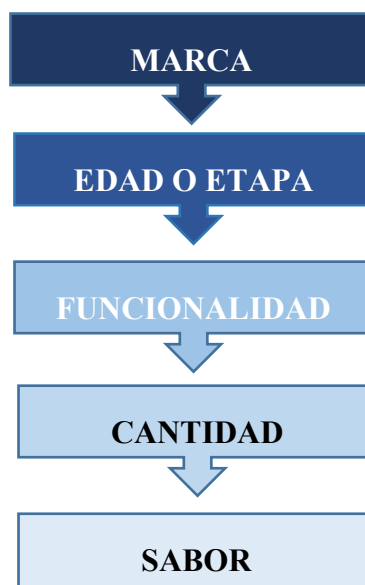 MARCA
EDAD O ETAPA
FUNCIONALIDAD
CANTIDAD
SABOR